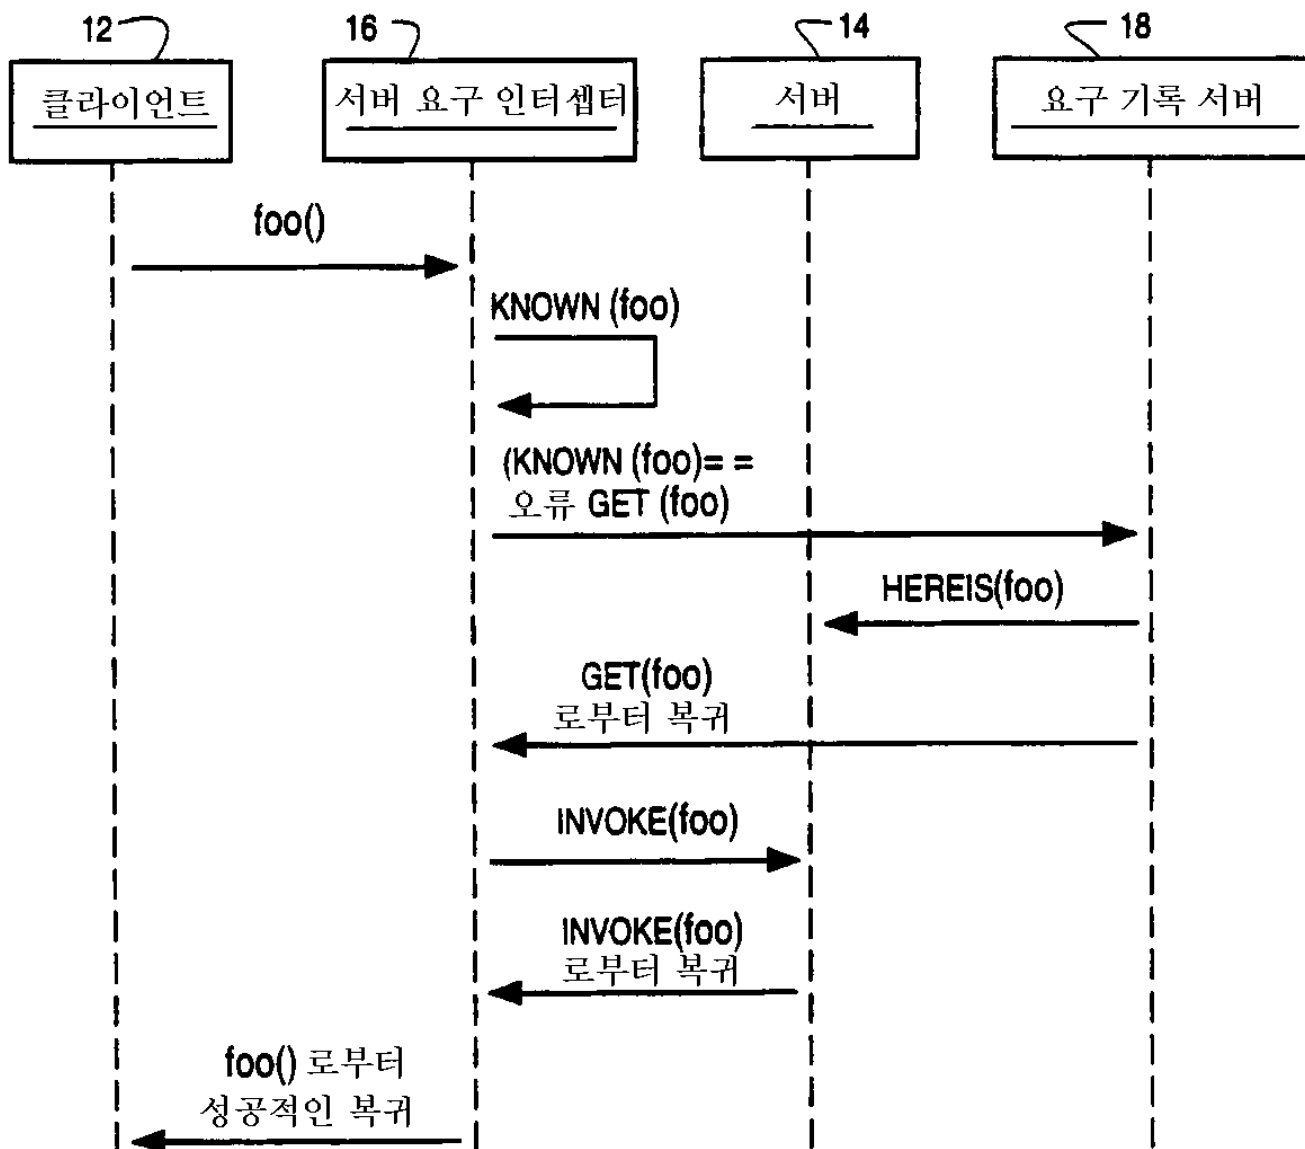 12
16
14
18
클라이언트
서버 요구 인터셉터
서버
요구 기록 서버
foo()
KNOWN (foo)
(KNOWN (foo)= =
오류 GET (foo)
HEREIS(foo)
GET(foo)
로부터 복귀
INVOKE(foo)
INVOKE(foo)
로부터 복귀
foo() 로부터
성공적인 복귀